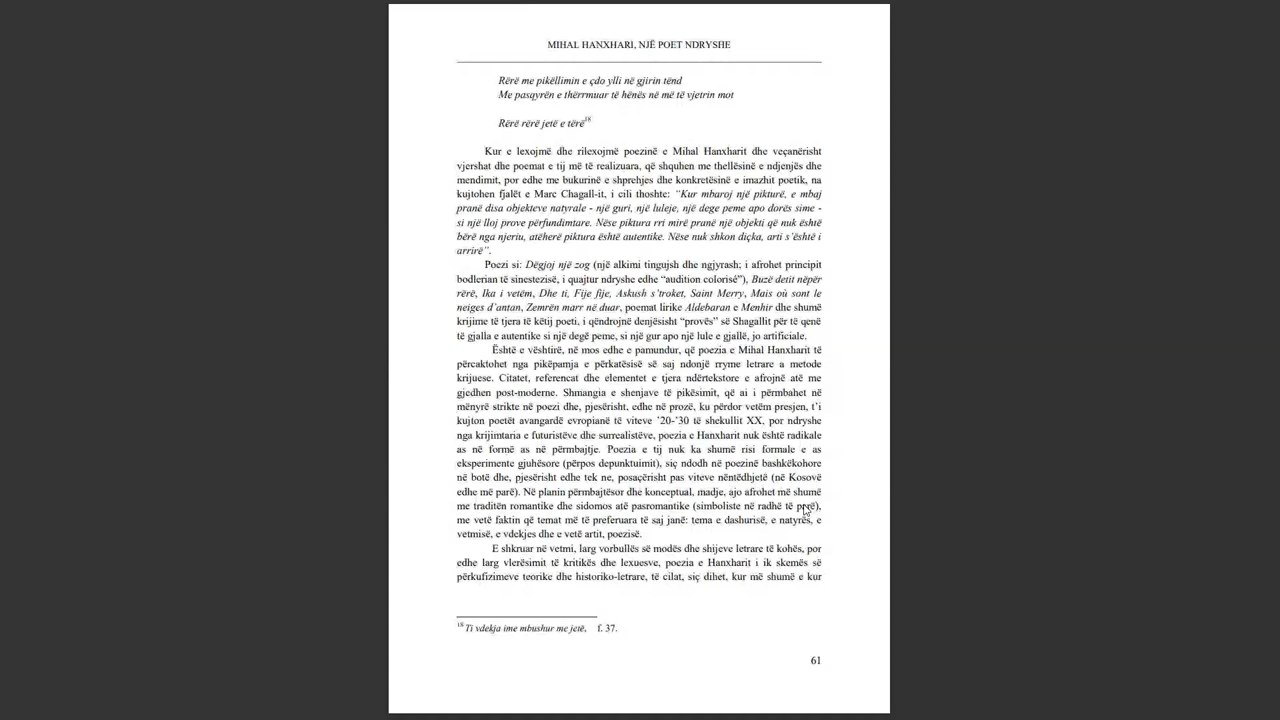 MIHAL HANXHARI, NJË POET NDRYSHE
Rërë me pikëllimin e çdo ylli në gjirin tënd
Me pasqyrën e thërrmuar të hënës në më të vjetrin mot
Rërë rërë jetë e tërë18
Kur e lexojmë dhe rilexojmë poezinë e Mihal Hanxharit dhe veçanërisht
vjershat dhe poemat e tij më të realizuara, që shquhen me thellësinë e ndjenjës dhe
mendimit, por edhe me bukurinë e shprehjes dhe konkretësinë e imazhit poetik, na
kujtohen fjalët e Marc Chagall-it, i cili thoshte: “Kur mbaroj një pikturë, e mbaj
pranë disa objekteve natyrale - një guri, një luleje, një dege peme apo dorës sime -
si një lloj prove përfundimtare. Nëse piktura rri mirë pranë një objekti që nuk është
bërë nga njeriu, atëherë piktura është autentike. Nëse nuk shkon diçka, arti s’është i
arrirë”.
Poezi si: Dëgjoj një zog (një alkimi tingujsh dhe ngjyrash; i afrohet principit
bodlerian të sinestezisë, i quajtur ndryshe edhe “audition colorisé”), Buzë detit nëpër
rërë, Ika i vetëm, Dhe ti, Fije fije, Askush s’troket, Saint Merry, Mais où sont le
neiges d’antan, Zemrën marr në duar, poemat lirike Aldebaran e Menhir dhe shumë
krijime të tjera të këtij poeti, i qëndrojnë denjësisht “provës” së Shagallit për të qenë
të gjalla e autentike si një degë peme, si një gur apo një lule e gjallë, jo artificiale.
Është e vështirë, në mos edhe e pamundur, që poezia e Mihal Hanxharit të
përcaktohet nga pikëpamja e përkatësisë së saj ndonjë rryme letrare a metode
krijuese. Citatet, referencat dhe elementet e tjera ndërtekstore e afrojnë atë me
gjedhen post-moderne. Shmangia e shenjave të pikësimit, që ai i përmbahet në
mënyrë strikte në poezi dhe, pjesërisht, edhe në prozë, ku përdor vetëm presjen, t’i
kujton poetët avangardë evropianë të viteve ’20-’30 të shekullit XX, por ndryshe
nga krijimtaria e futuristëve dhe surrealistëve, poezia e Hanxharit nuk është radikale
as në formë as në përmbajtje. Poezia e tij nuk ka shumë risi formale e as
eksperimente gjuhësore (përpos depunktuimit), siç ndodh në poezinë bashkëkohore
në botë dhe, pjesërisht edhe tek ne, posaçërisht pas viteve nëntëdhjetë (në Kosovë
edhe më parë). Në planin përmbajtësor dhe konceptual, madje, ajo afrohet më shumë
me traditën romantike dhe sidomos atë pasromantike (simboliste në radhë të parë),
me vetë faktin që temat më të preferuara të saj janë: tema e dashurisë, e natyrës, e
vetmisë, e vdekjes dhe e vetë artit, poezisë.
E shkruar në vetmi, larg vorbullës së modës dhe shijeve letrare të kohës, por
edhe larg vlerësimit të kritikës dhe lexuesve, poezia e Hanxharit i ik skemës së
përkufizimeve teorike dhe historiko-letrare, të cilat, siç dihet, kur më shumë e kur
18 Ti vdekja ime mbushur me jetë, f. 37.
61